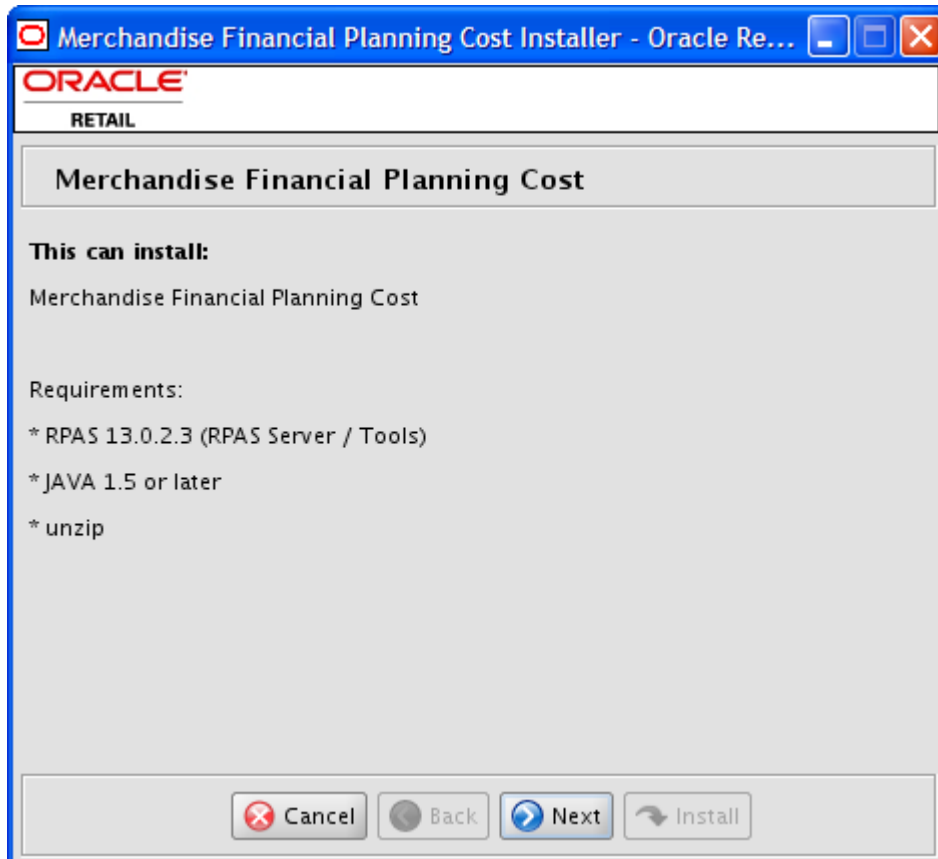 Merchandise Financial Planning Cost Installer - Oracle Re...
ORACLE
RETAIL
Merchandise Financial Planning Cost
This can install:
Merchandise Financial Planning Cost
Requirements:
* RPAS 13.0.2.3 (RPAS Server / Tools)
* JAVA 1.5 or later
* unzip
Cancel Back Next Install